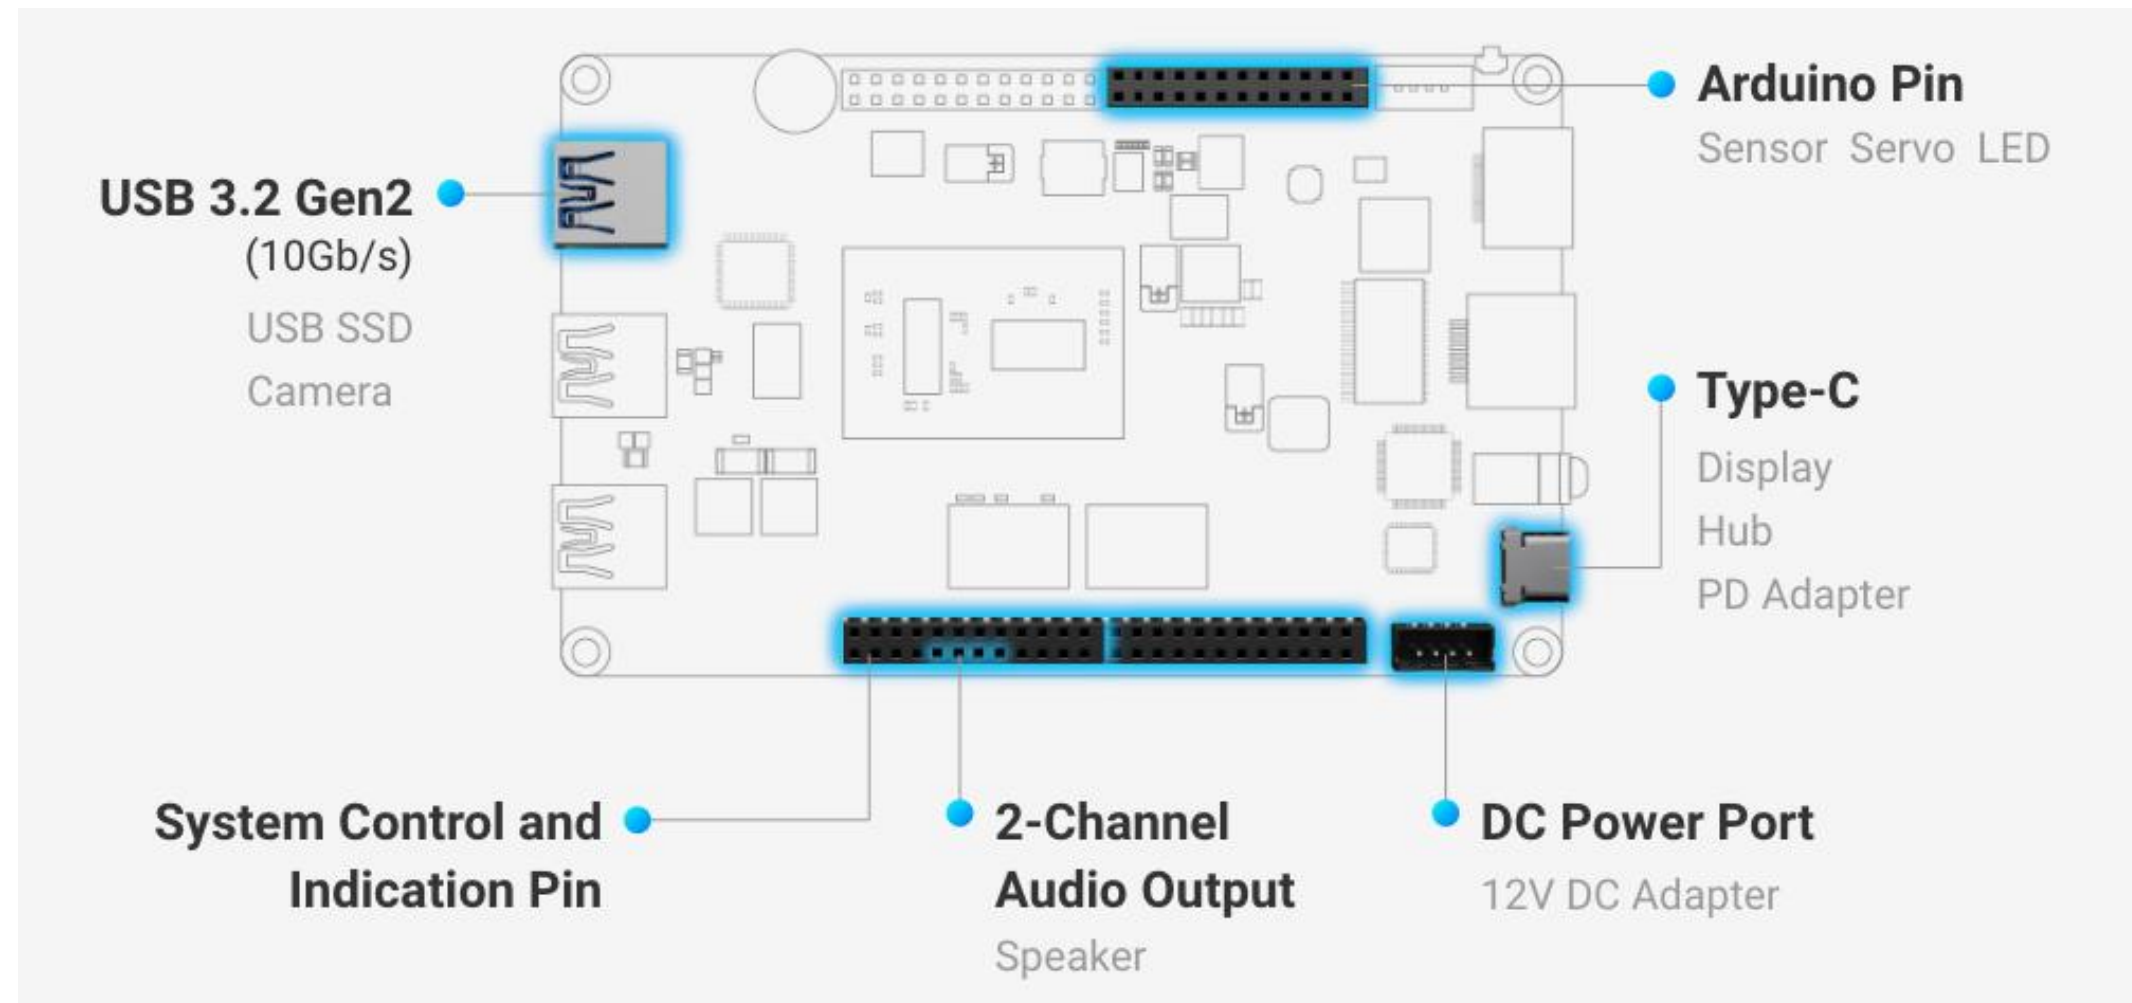 Arduino Pin
Sensor Servo LED
USB 3.2 Gen2
(10Gb/s)
USB SSD
Camera
Type-C
Display
Hub
PD Adapter
System Control and
Indication Pin
2-Channel
Audio Output
Speaker
DC Power Port
12V DC Adapter